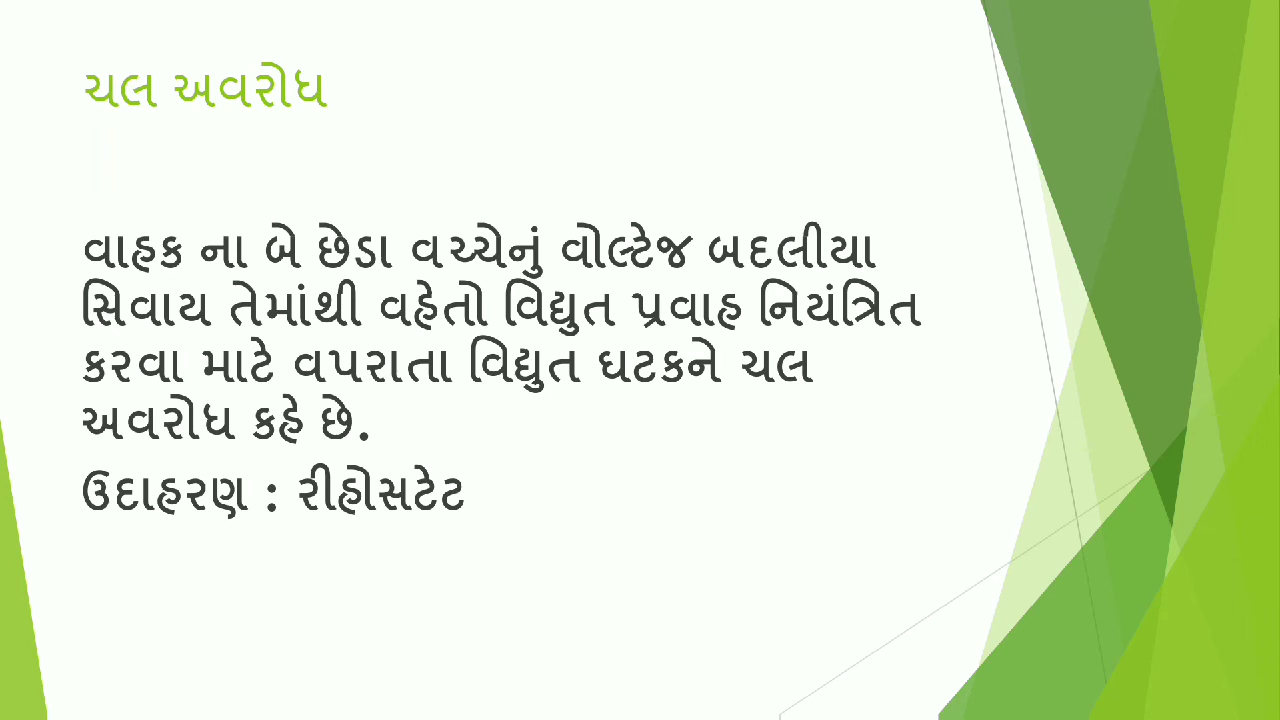 ચલ અવરોધ
વાહક ના બે છેડા વચ્ચેનું વોલ્ટેજ બદલીયા
સિવાય તેમાંથી વહેતો વિદ્યુત પ્રવાહ નિયંત્રિત
કરવા માટે વપરાતા વિદ્યુત ઘટકને ચલ
અવરોધ કહે છે.
ઉદાહરણ : રીહોસટેટ